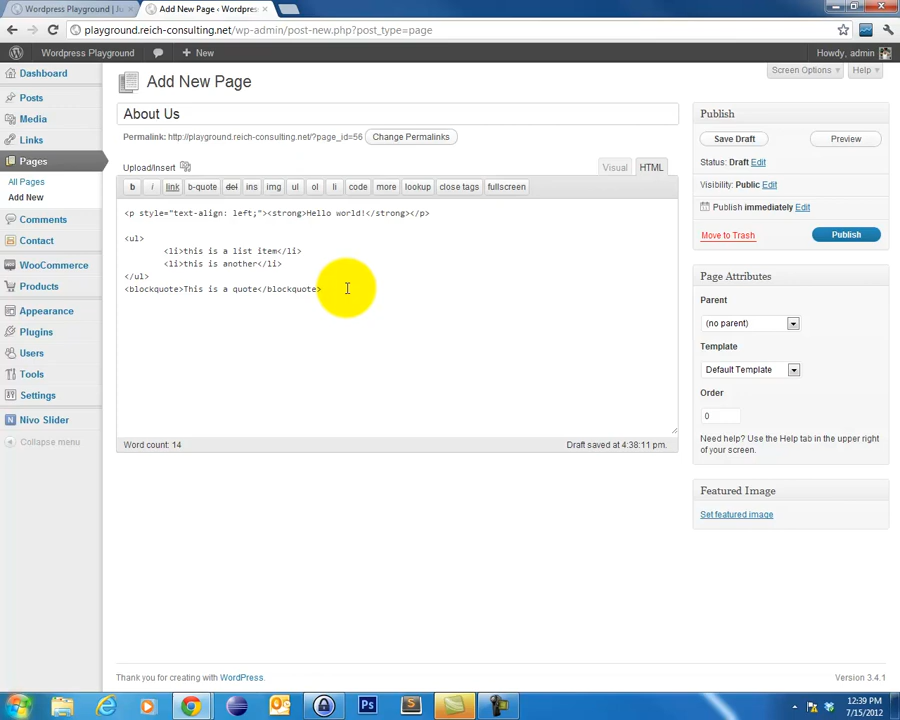 Wordpress Playground | Ju
Add New Page ‹ Wordpress
playground.reich-consulting.net/wp-admin/post-new.php?post_type=page
Wordpress Playground
+ New
Howdy, admin
Screen Options
Help
Dashboard
Posts
Media
Links
Pages
All Pages
Add New
Comments
Contact
WooCommerce
Products
Appearance
Plugins
Users
Tools
Settings
Nivo Slider
Collapse menu
Add New Page
About Us
Permalink: http://playground.reich-consulting.net/?page_id=56 Change Permalinks
Upload/Insert
Visual
HTML
b i link b-quote del ins img ul ol li code more lookup close tags fullscreen
<p style="text-align: left;"><strong>Hello world!</strong></p>
<ul>
<li>this is a list item</li>
<li>this is another</li>
</ul>
<blockquote>This is a quote</blockquote>
Word count: 14
Draft saved at 4:38:11 pm.
Publish
Save Draft
Preview
Status: Draft Edit
Visibility: Public Edit
Publish immediately Edit
Move to Trash
Publish
Page Attributes
Parent
(no parent)
Template
Default Template
Order
0
Need help? Use the Help tab in the upper right
of your screen.
Featured Image
Set featured image
Thank you for creating with WordPress.
Version 3.4.1
Ps
S
12:39 PM
7/15/2012